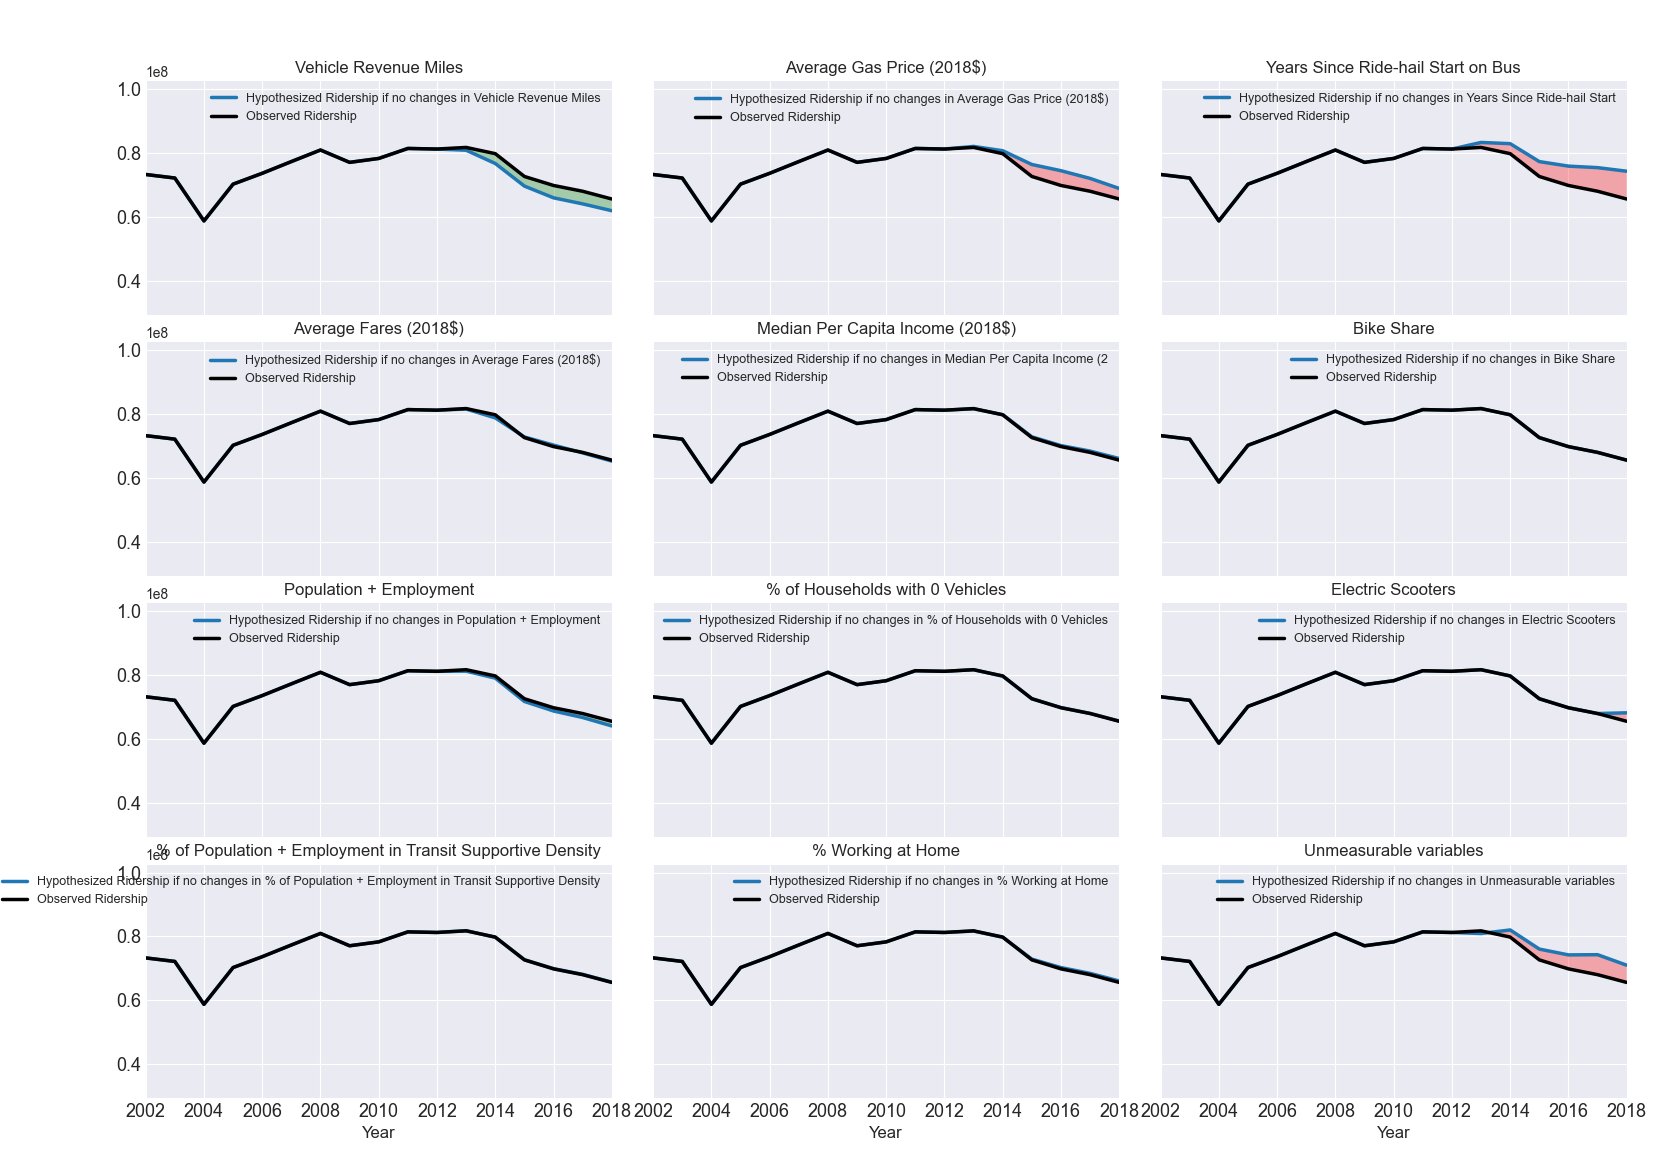 Vehicle Revenue Miles
1e8
1.0
0.8
0.6
0.4
Hypothesized Ridership if no changes in Vehicle Revenue Miles
Observed Ridership
Average Gas Price (2018$)
Hypothesized Ridership if no changes in Average Gas Price (2018$)
Observed Ridership
Years Since Ride-hail Start on Bus
Hypothesized Ridership if no changes in Years Since Ride-hail Start
Observed Ridership
Average Fares (2018$)
1e8
1.0
0.8
0.6
0.4
Hypothesized Ridership if no changes in Average Fares (2018$)
Observed Ridership
Median Per Capita Income (2018$)
Hypothesized Ridership if no changes in Median Per Capita Income (2
Observed Ridership
Bike Share
Hypothesized Ridership if no changes in Bike Share
Observed Ridership
Population + Employment
1e8
1.0
0.8
0.6
0.4
Hypothesized Ridership if no changes in Population + Employment
Observed Ridership
% of Households with 0 Vehicles
Hypothesized Ridership if no changes in % of Households with 0 Vehicles
Observed Ridership
Electric Scooters
Hypothesized Ridership if no changes in Electric Scooters
Observed Ridership
% of Population + Employment in Transit Supportive Density
1e8
1.0
0.8
0.6
0.4
Hypothesized Ridership if no changes in % of Population + Employment in Transit Supportive Density
Observed Ridership
% Working at Home
Hypothesized Ridership if no changes in % Working at Home
Observed Ridership
Unmeasurable variables
Hypothesized Ridership if no changes in Unmeasurable variables
Observed Ridership
2002 2004 2006 2008 2010 2012 2014 2016 2018
Year
2002 2004 2006 2008 2010 2012 2014 2016 2018
Year
2002 2004 2006 2008 2010 2012 2014 2016 2018
Year